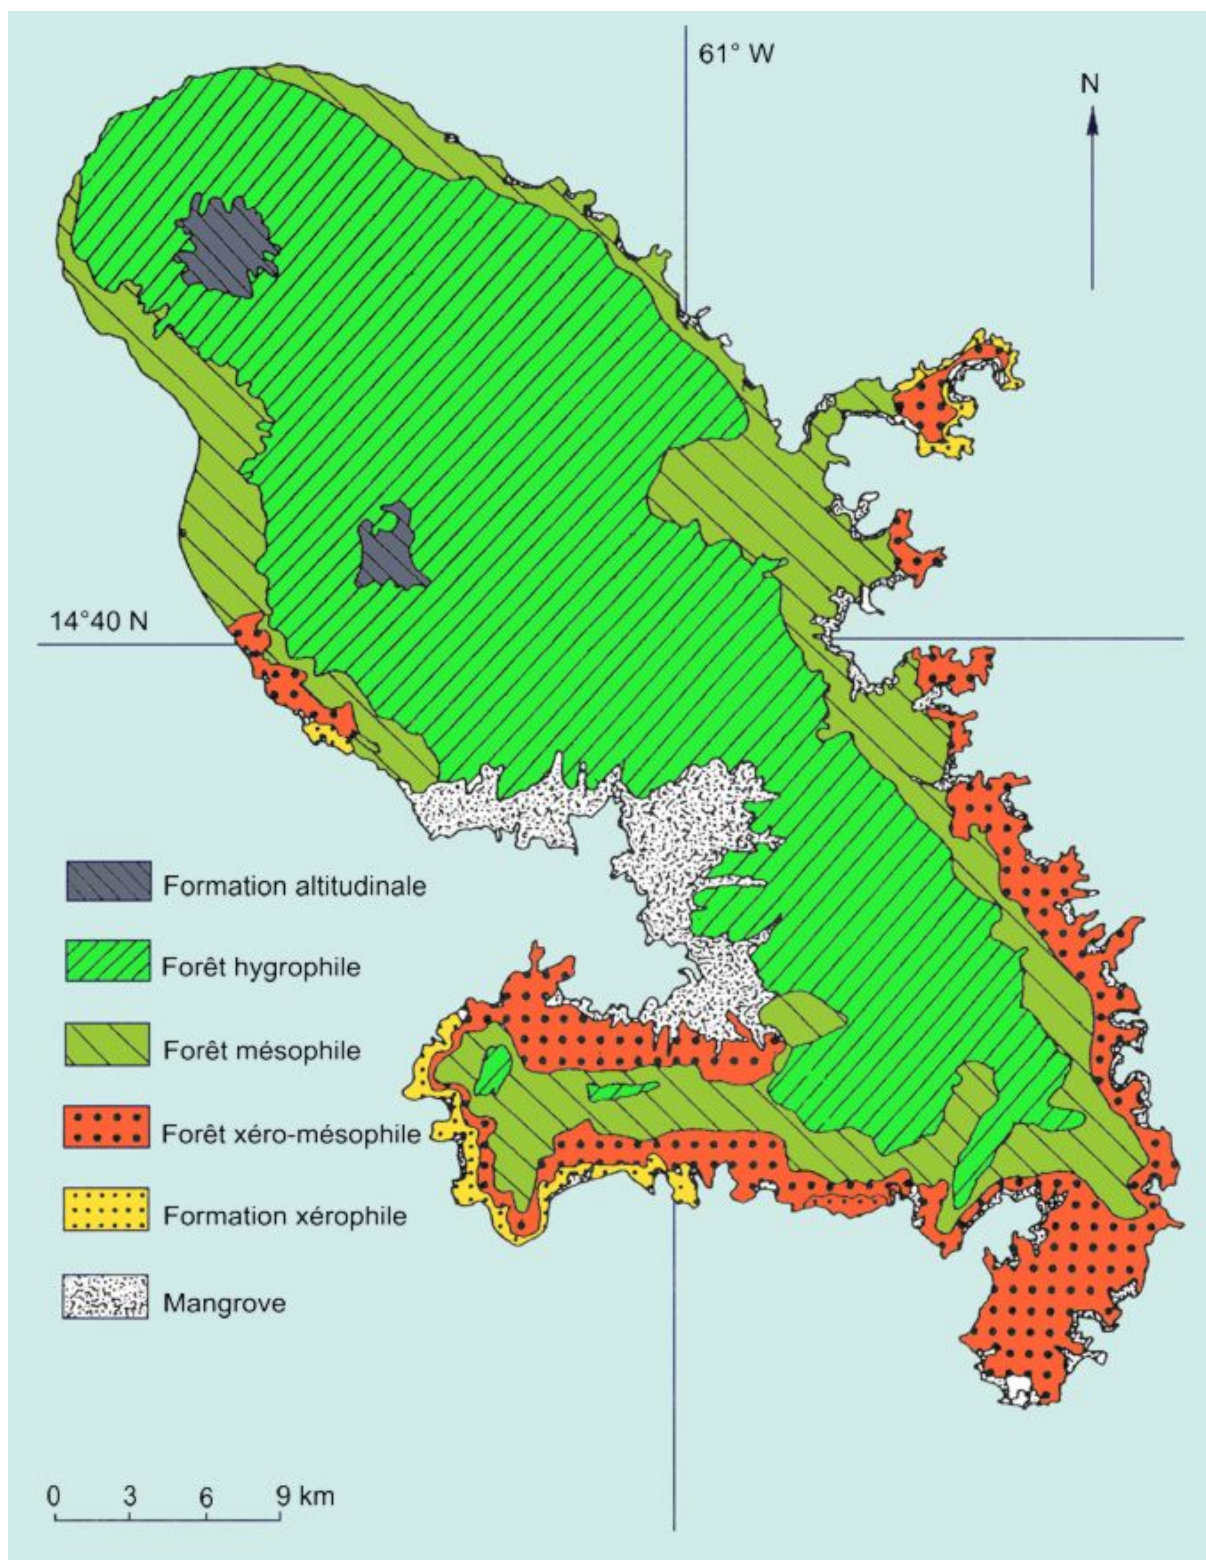 61° W
N
14°40 N
Formation altitudinale
Forêt hygrophile
Forêt mésophile
Forêt xéro-mésophile
Formation xérophile
Mangrove
0 3 6 9 km